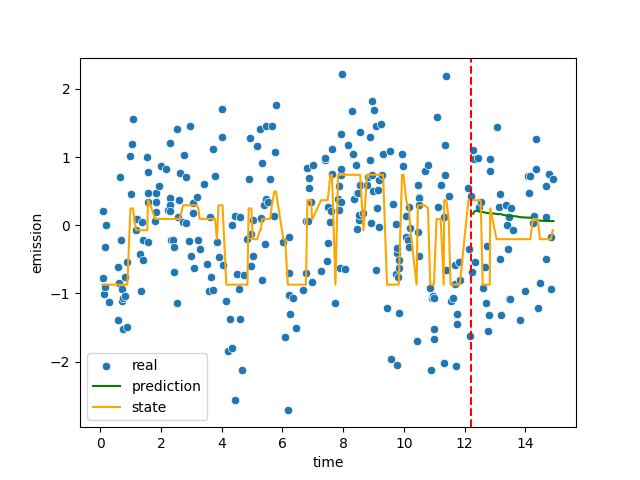 2
1
0
−1
−2
emission
real
prediction
state
0 2 4 6 8 10 12 14
time